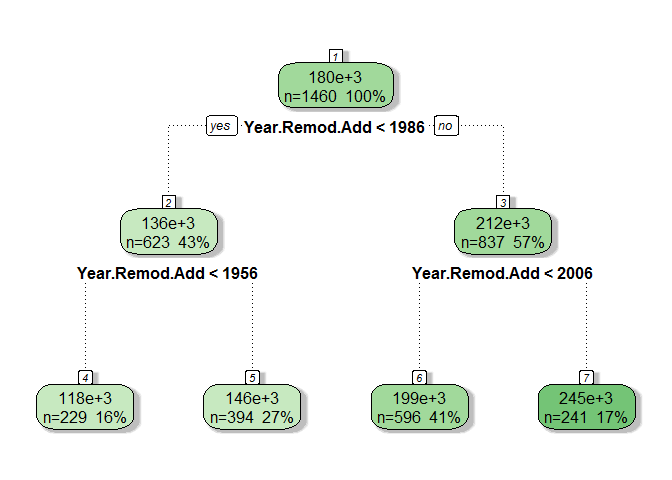 1
180e+3
n=1460 100%
yes Year.Remod.Add < 1986 no
2
136e+3
n=623 43%
3
212e+3
n=837 57%
Year.Remod.Add < 1956
Year.Remod.Add < 2006
4
118e+3
n=229 16%
5
146e+3
n=394 27%
6
199e+3
n=596 41%
7
245e+3
n=241 17%